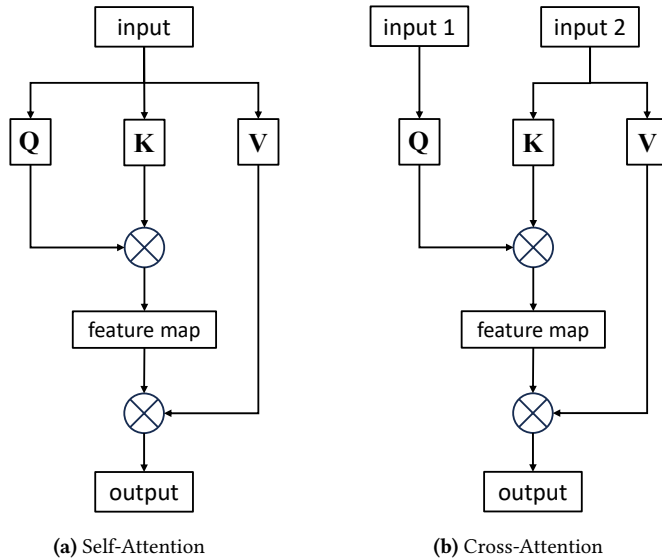 input
Q K V
feature map
output
(a) Self-Attention
input 1 input 2
Q K V
feature map
output
(b) Cross-Attention